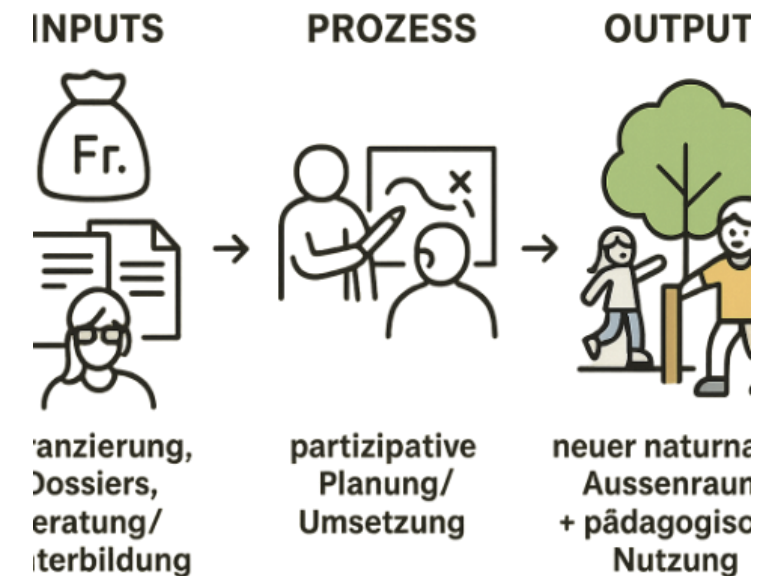 INPUTS
PROZESS
OUTPUT
Fr.
ranzierung,
Dossiers,
eratung/
terbildung
partizipative
Planung/
Umsetzung
neuer naturna
Aussenraun
+ pädagogisc
Nutzung